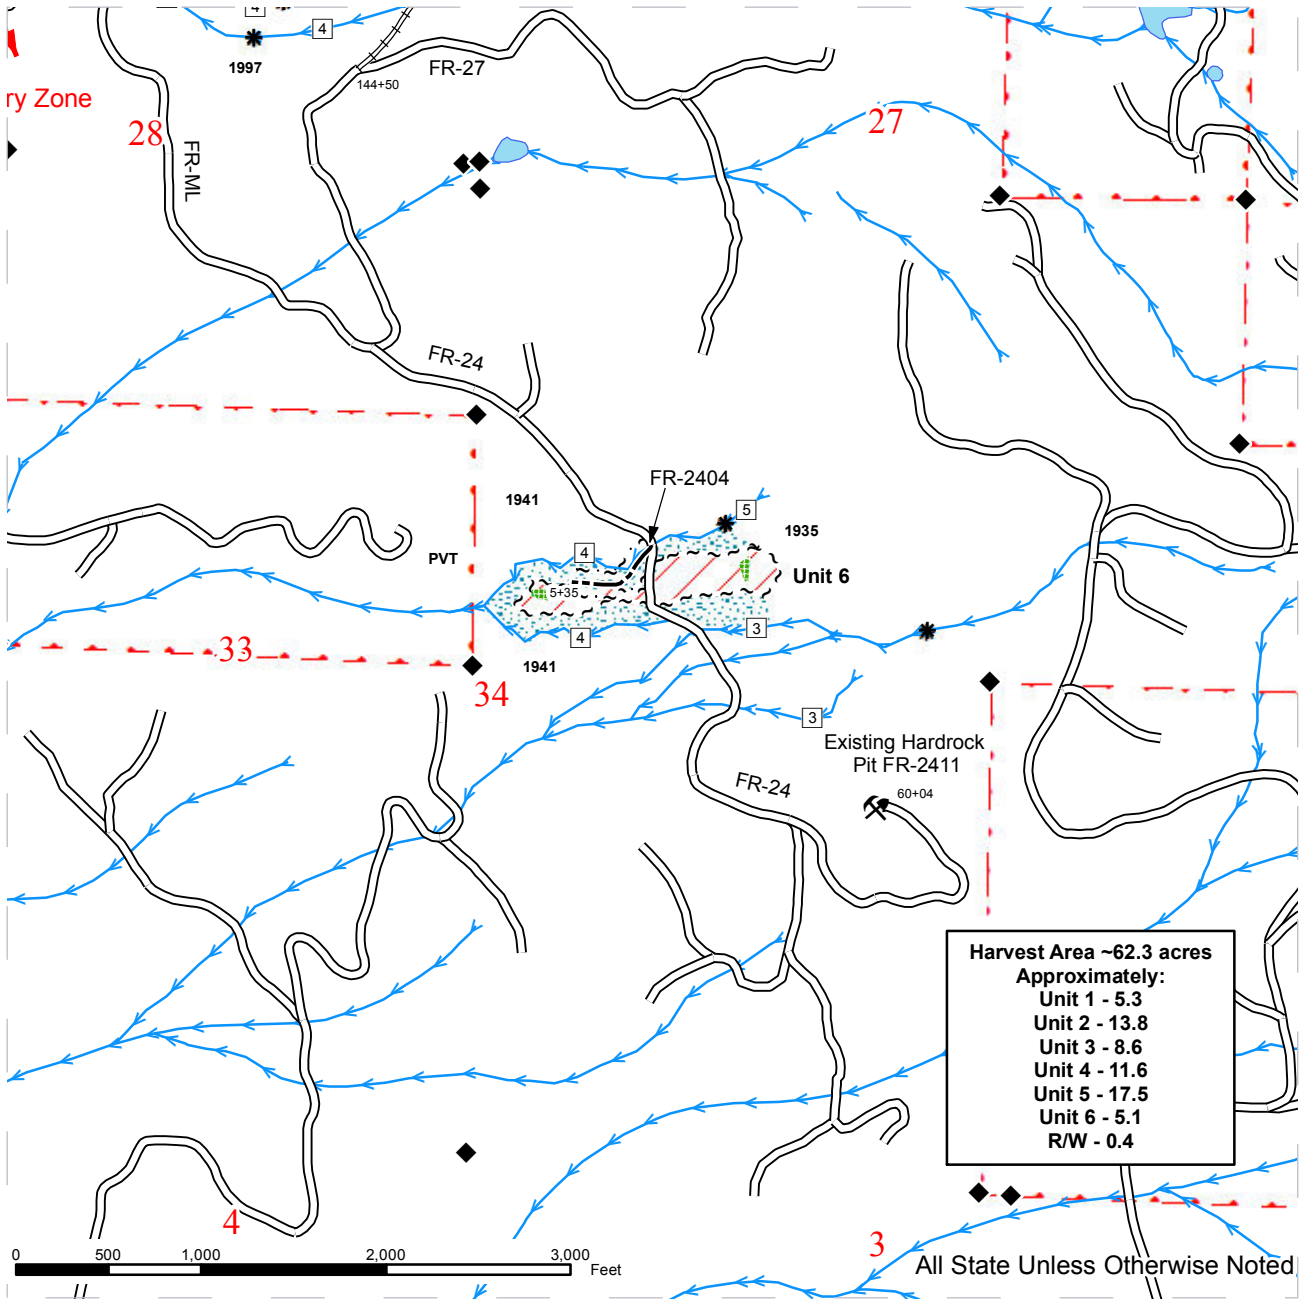 4
4
1997
ry Zone
28
FR-ML
144+50
FR-27
27
FR-24
FR-2404
1941
5
1935
PVT
4
Unit 6
5+35
33
4
3
1941
34
3
Existing Hardrock
Pit FR-2411
60+04
FR-24
Harvest Area ~62.3 acres
Approximately:
Unit 1 - 5.3
Unit 2 - 13.8
Unit 3 - 8.6
Unit 4 - 11.6
Unit 5 - 17.5
Unit 6 - 5.1
R/W - 0.4
4
3
0 500 1,000 2,000 3,000
Feet
All State Unless Otherwise Noted